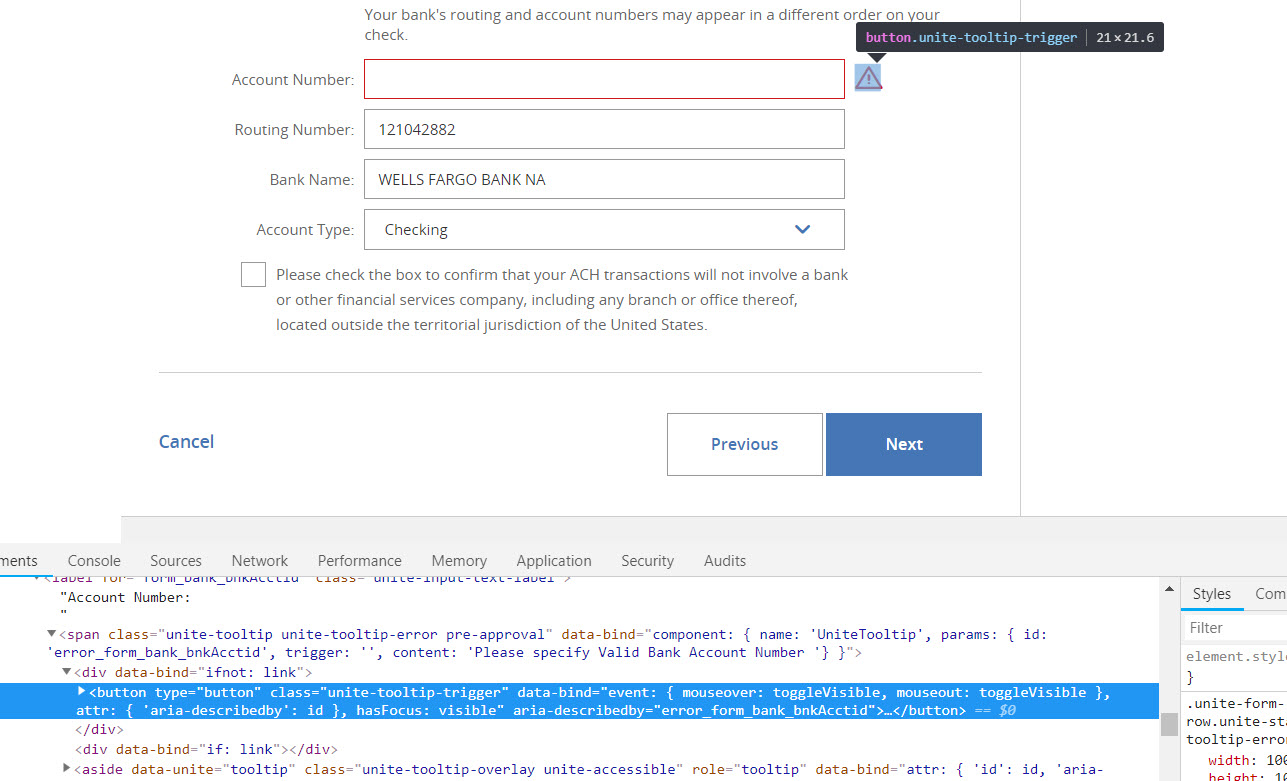 Your bank's routing and account numbers may appear in a different order on your
check.
button.unite-tooltip-trigger 21 × 21.6
Account Number:
Routing Number: 121042882
Bank Name: WELLS FARGO BANK NA
Account Type: Checking
Please check the box to confirm that your ACH transactions will not involve a bank
or other financial services company, including any branch or office thereof,
located outside the territorial jurisdiction of the United States.
Cancel Previous Next
ments Console Sources Network Performance Memory Application Security Audits
<label for="form_bank_bnkAcctid" class="unite-input-text-label">
"Account Number:
"
<span class="unite-tooltip unite-tooltip-error pre-approval" data-bind="component: { name: 'UniteTooltip', params: { id:
'error_form_bank_bnkAcctid', trigger: '', content: 'Please specify Valid Bank Account Number '} }">
<div data-bind="ifnot: link">
<button type="button" class="unite-tooltip-trigger" data-bind="event: { mouseover: toggleVisible, mouseout: toggleVisible },
attr: { 'aria-describedby': id }, hasFocus: visible" aria-describedby="error_form_bank_bnkAcctid">…</button> == $0
</div>
<div data-bind="if: link"></div>
<aside data-unite="tooltip" class="unite-tooltip-overlay unite-accessible" role="tooltip" data-bind="attr: { 'id': id, 'aria-
Styles Com
Filter
element.style
}
.unite-form-
row.unite-sta
tooltip-error
width: 100
height: 10